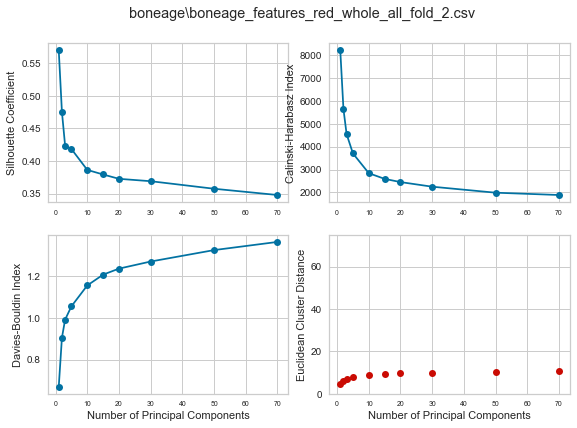 boneage\boneage_features_red_whole_all_fold_2.csv
Silhouette Coefficient
0.55
0.50
0.45
0.40
0.35
0 10 20 30 40 50 60 70
Calinski-Harabasz Index
8000
7000
6000
5000
4000
3000
2000
0 10 20 30 40 50 60 70
Davies-Bouldin Index
1.2
1.0
0.8
0 10 20 30 40 50 60 70
Number of Principal Components
Euclidean Cluster Distance
60
40
20
0
0 10 20 30 40 50 60 70
Number of Principal Components